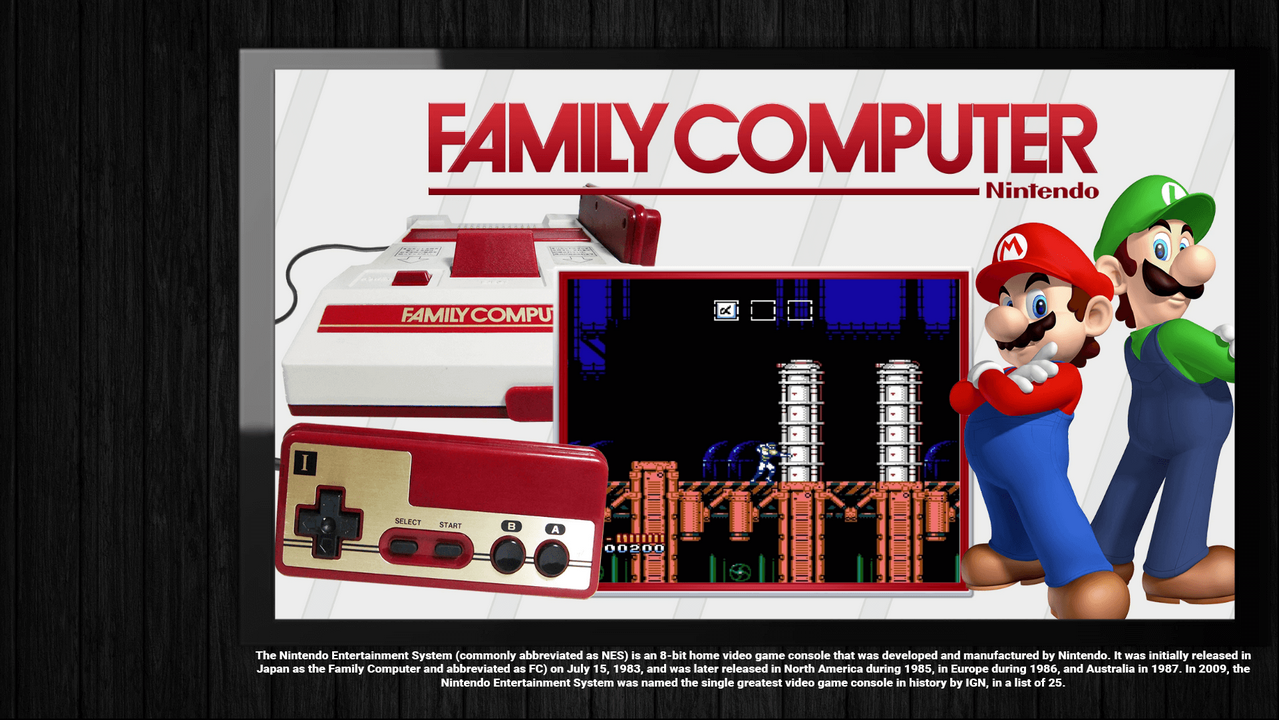 FAMILY COMPUTER
Nintendo
FAMILY COMPU
I
SELECT
START
B
A
00200
The Nintendo Entertainment System (commonly abbreviated as NES) is an 8-bit home video game console that was developed and manufactured by Nintendo. It was initially released in
Japan as the Family Computer and abbreviated as FC) on July 15, 1983, and was later released in North America during 1985, in Europe during 1986, and Australia in 1987. In 2009, the
Nintendo Entertainment System was named the single greatest video game console in history by IGN, in a list of 25.